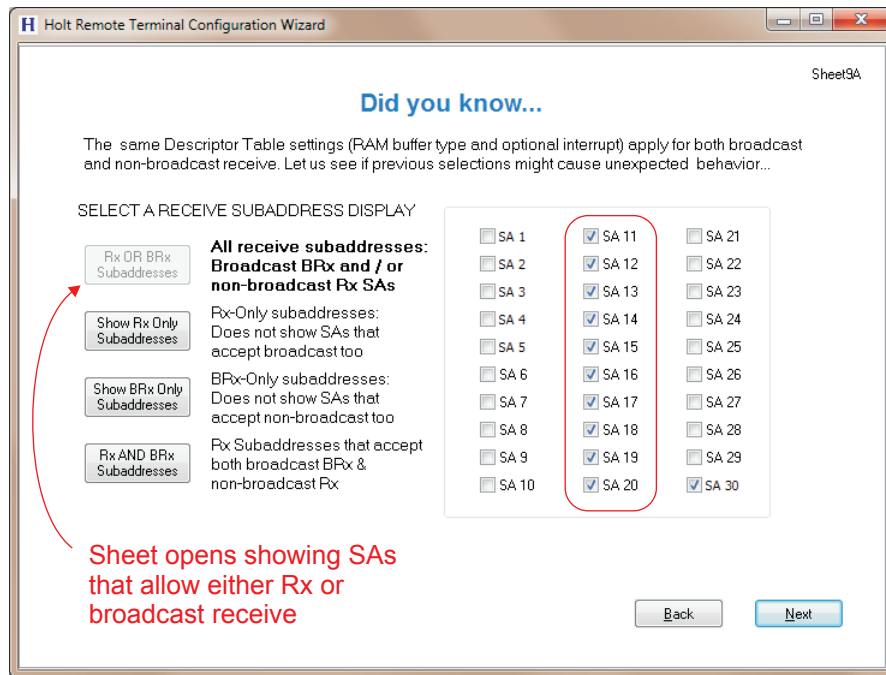 H Holt Remote Terminal Configuration Wizard
Sheet9A
Did you know...
The same Descriptor Table settings (RAM buffer type and optional interrupt) apply for both broadcast
and non-broadcast receive. Let us see if previous selections might cause unexpected behavior...
SELECT A RECEIVE SUBADDRESS DISPLAY
Rx OR BRx
Subaddresses
All receive subaddresses:
Broadcast BRx and / or
non-broadcast Rx SAs
Show Rx Only
Subaddresses
Rx-Only subaddresses:
Does not show SAs that
accept broadcast too
Show BRx Only
Subaddresses
BRx-Only subaddresses:
Does not show SAs that
accept non-broadcast too
Rx AND BRx
Subaddresses
Rx Subaddresses that accept
both broadcast BRx &
non-broadcast Rx
SA 1 SA 11 SA 21
SA 2 SA 12 SA 22
SA 3 SA 13 SA 23
SA 4 SA 14 SA 24
SA 5 SA 15 SA 25
SA 6 SA 16 SA 26
SA 7 SA 17 SA 27
SA 8 SA 18 SA 28
SA 9 SA 19 SA 29
SA 10 SA 20 SA 30
Sheet opens showing SAs
that allow either Rx or
broadcast receive
Back Next